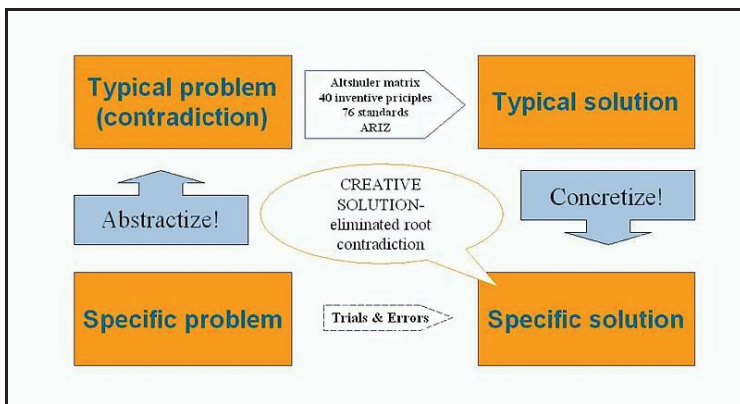 Typical problem
(contradiction)
Altshuler matrix
40 inventive priciples
76 standards
ARIZ
Typical solution
Abstractize!
CREATIVE
SOLUTION-
eliminated root
contradiction
Concretize!
Specific problem
Trials & Errors
Specific solution